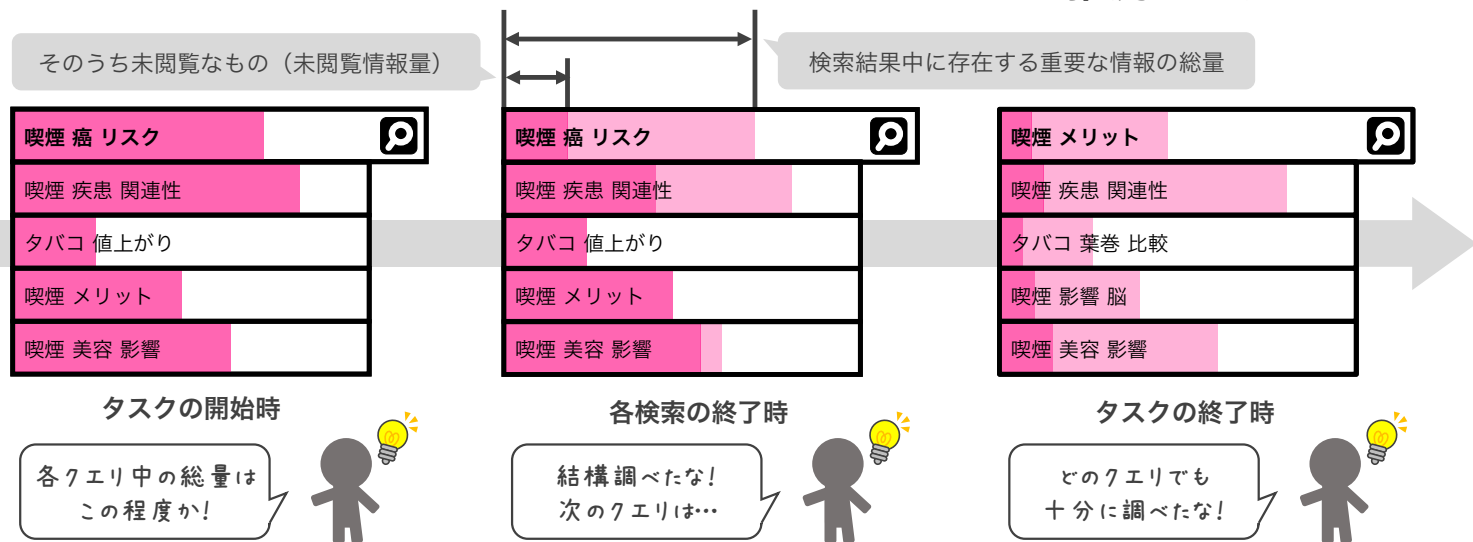 そのうち未閲覧なもの（未閲覧情報量）
検索結果中に存在する重要な情報の総量
喫煙 癌 リスク
喫煙 疾患 関連性
タバコ 値上がり
喫煙 メリット
喫煙 美容 影響
タスクの開始時
各クエリ中の総量は
この程度か!
喫煙 癌 リスク
喫煙 疾患 関連性
タバコ 値上がり
喫煙 メリット
喫煙 美容 影響
各検索の終了時
結構調べたな!
次のクエリは…
喫煙 メリット
喫煙 疾患 関連性
タバコ 葉巻 比較
喫煙 影響 脳
喫煙 美容 影響
タスクの終了時
どのクエリでも
十分に調べたな!